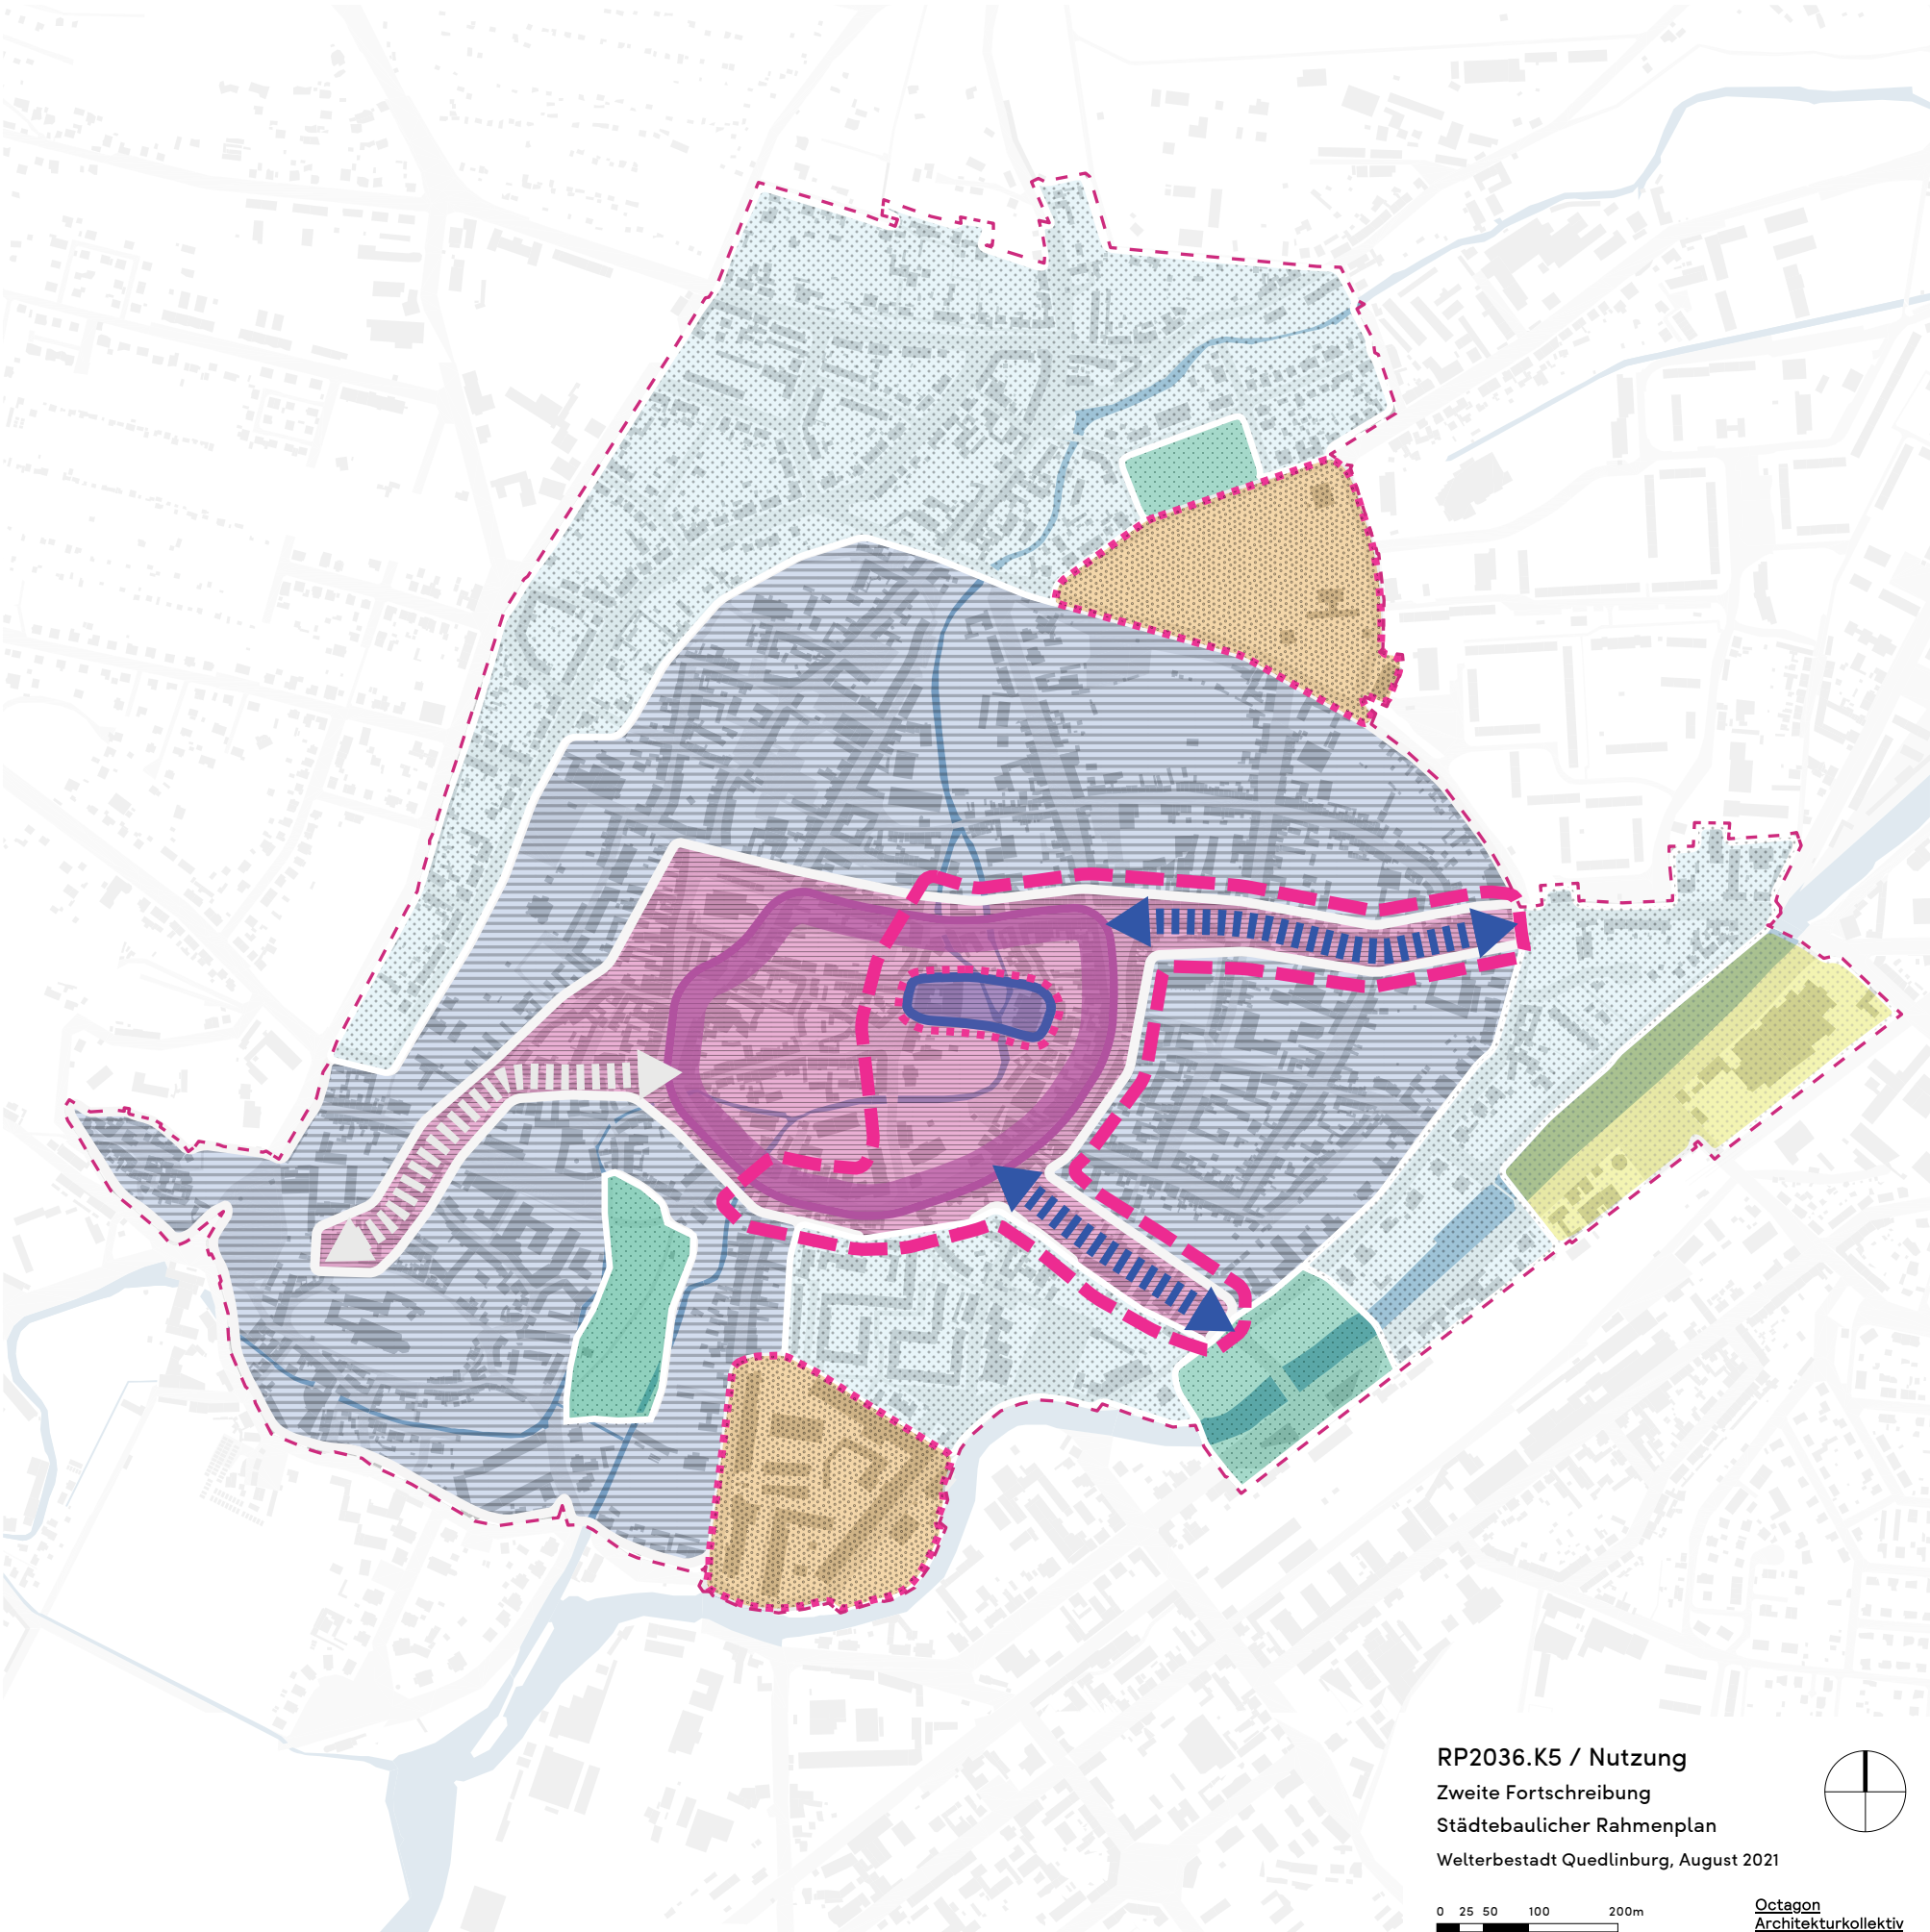 RP2036.K5 / Nutzung
Zweite Fortschreibung
Städtebaulicher Rahmenplan
Welterbestadt Quedlinburg, August 2021
0 25 50 100 200m
Octagon
Architekturkollektiv